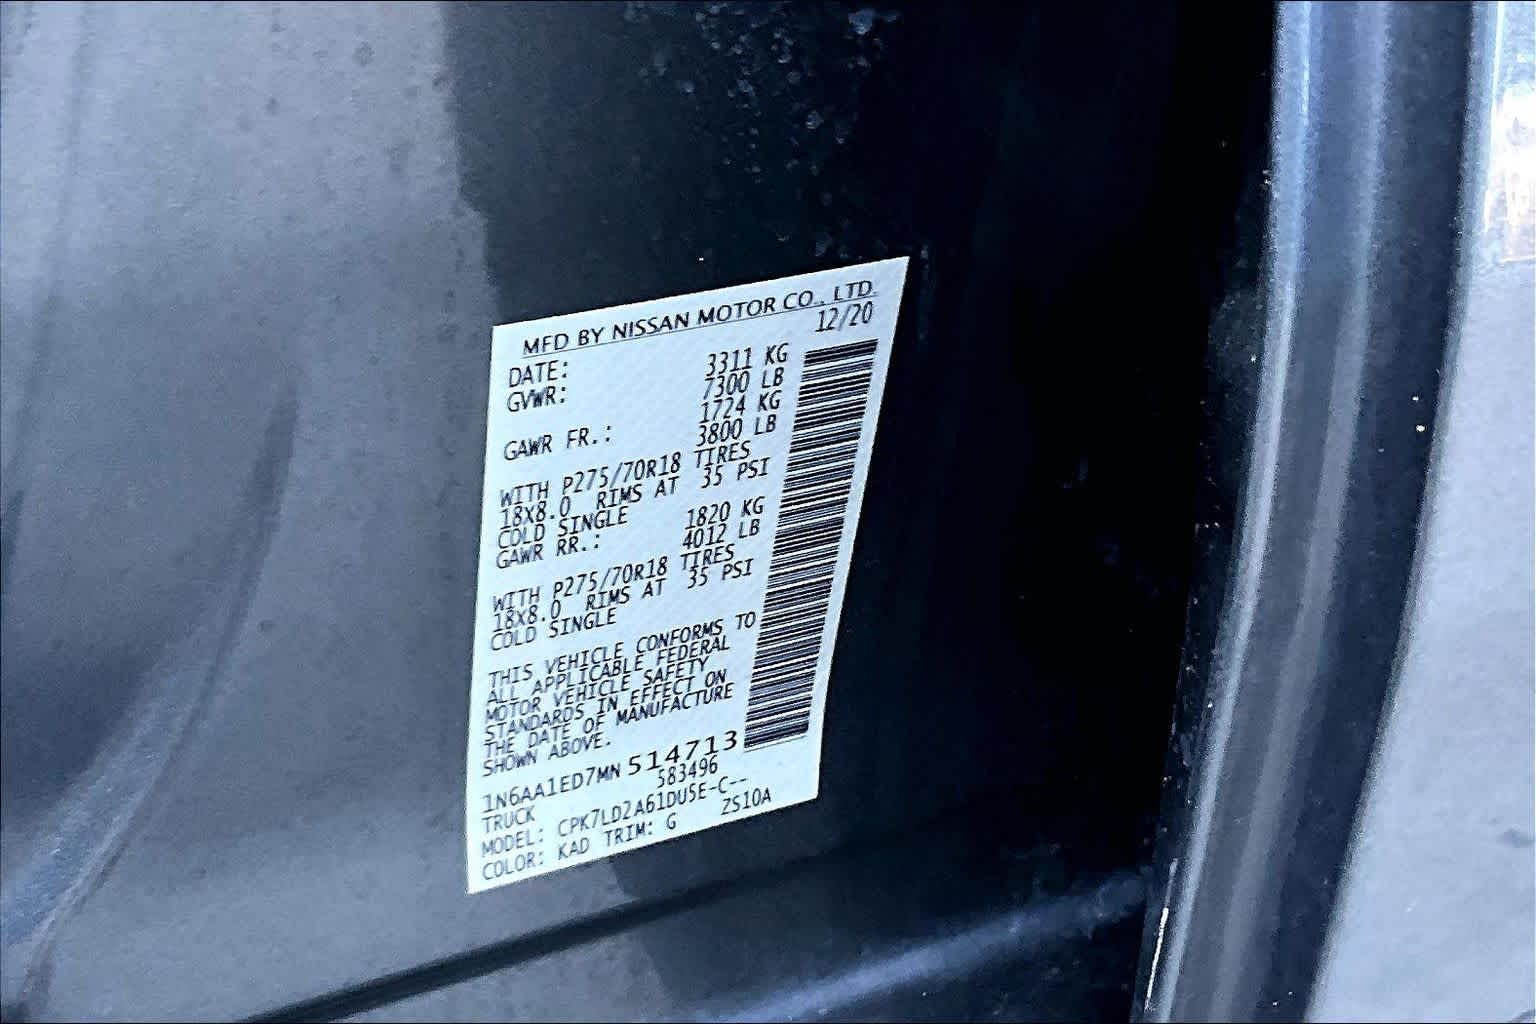 MFD BY NISSAN MOTOR CO., LTD.
DATE: 12/20
GVWR: 3311 KG
7300 LB
GAWR FR.: 1724 KG
3800 LB
WITH P275/70R18 TIRES
18X8.0 RIMS AT 35 PSI
COLD SINGLE
GAWR RR.: 1820 KG
4012 LB
WITH P275/70R18 TIRES
18X8.0 RIMS AT 35 PSI
COLD SINGLE
THIS VEHICLE CONFORMS TO
ALL APPLICABLE FEDERAL
MOTOR VEHICLE SAFETY
STANDARDS IN EFFECT ON
THE DATE OF MANUFACTURE
SHOWN ABOVE.
1N6AA1ED7MN 514713
TRUCK 583496
MODEL: CPK7LD2A61DU5E-C--
COLOR: KAD TRIM: G ZS10A